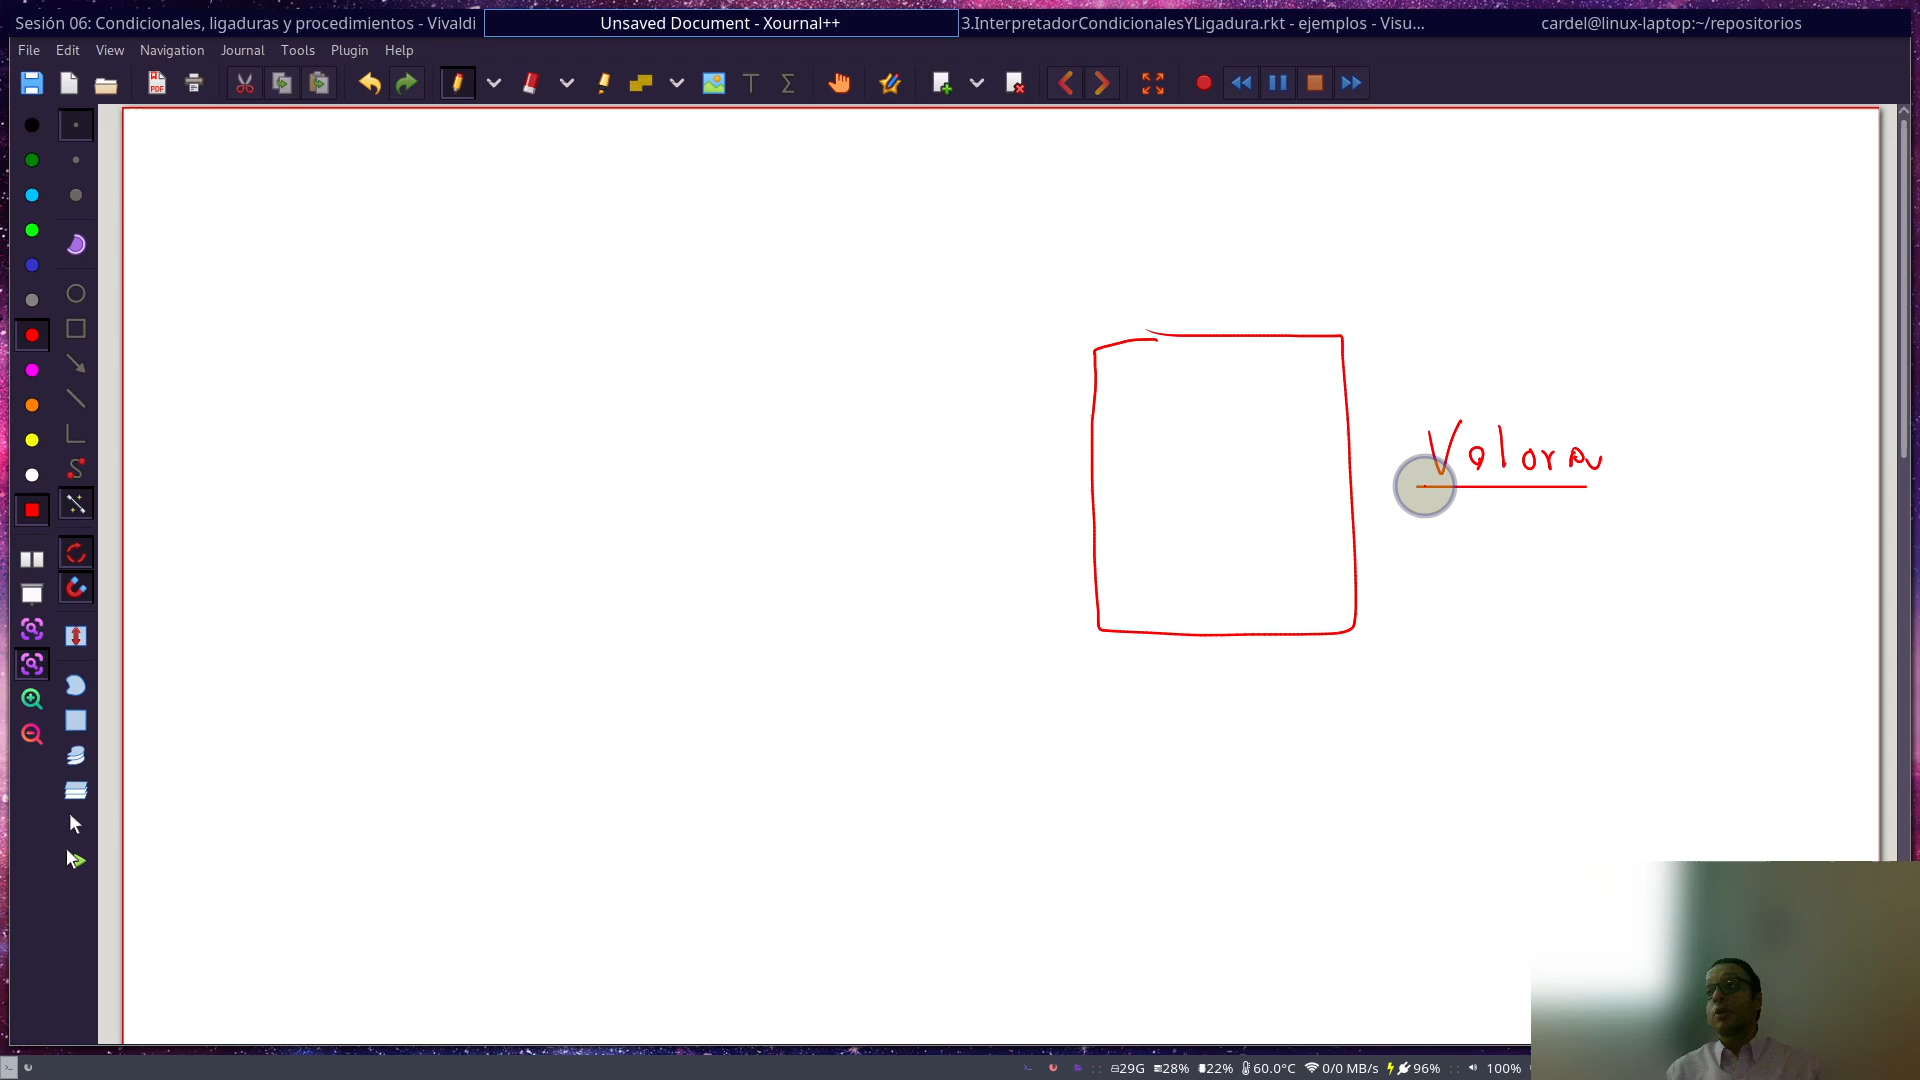 Sesión 06: Condicionales, ligaduras y procedimientos - Vivaldi
Unsaved Document - Xournal++
3.InterpretadorCondicionalesYLigadura.rkt - ejemplos - Visu...
cardel@linux-laptop:~/repositorios
File Edit View Navigation Journal Tools Plugin Help
PDF
29G 28% 22% 60.0°C 0/0 MB/s 96% 100%